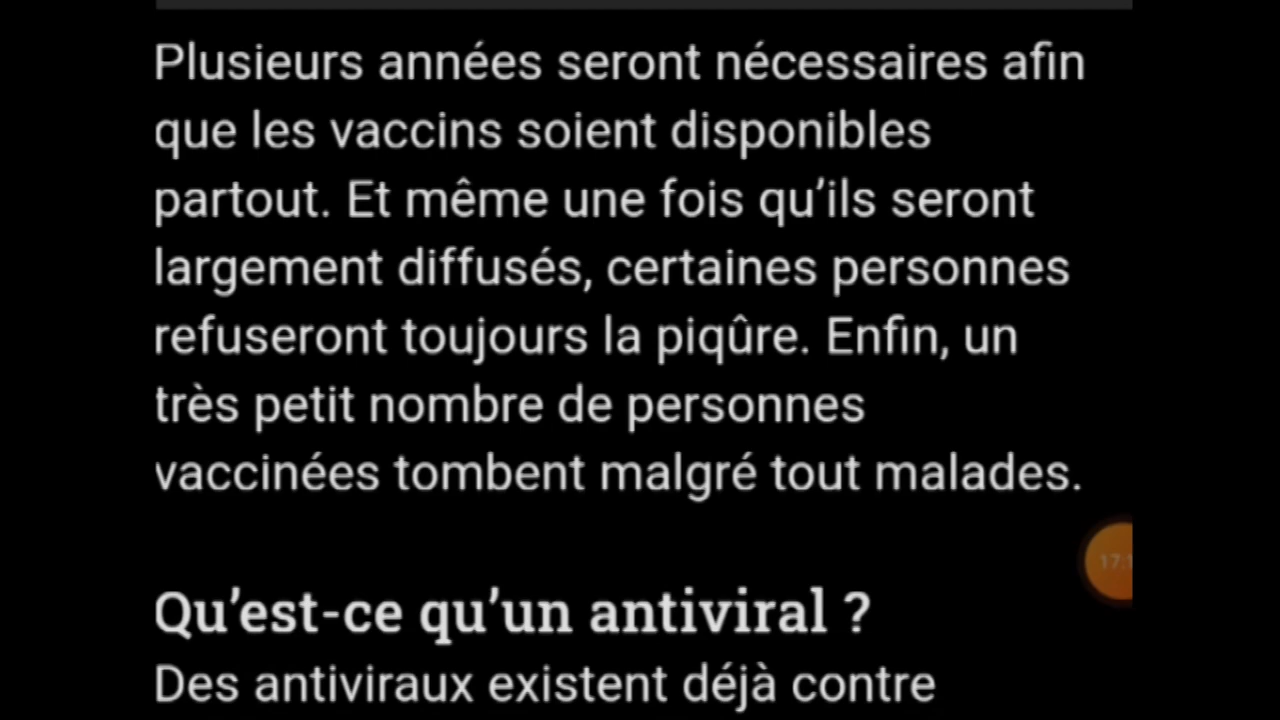 Plusieurs années seront nécessaires afin
que les vaccins soient disponibles
partout. Et même une fois qu’ils seront
largement diffusés, certaines personnes
refuseront toujours la piqûre. Enfin, un
très petit nombre de personnes
vaccinées tombent malgré tout malades.
Qu’est-ce qu’un antiviral ?
Des antiviraux existent déjà contre